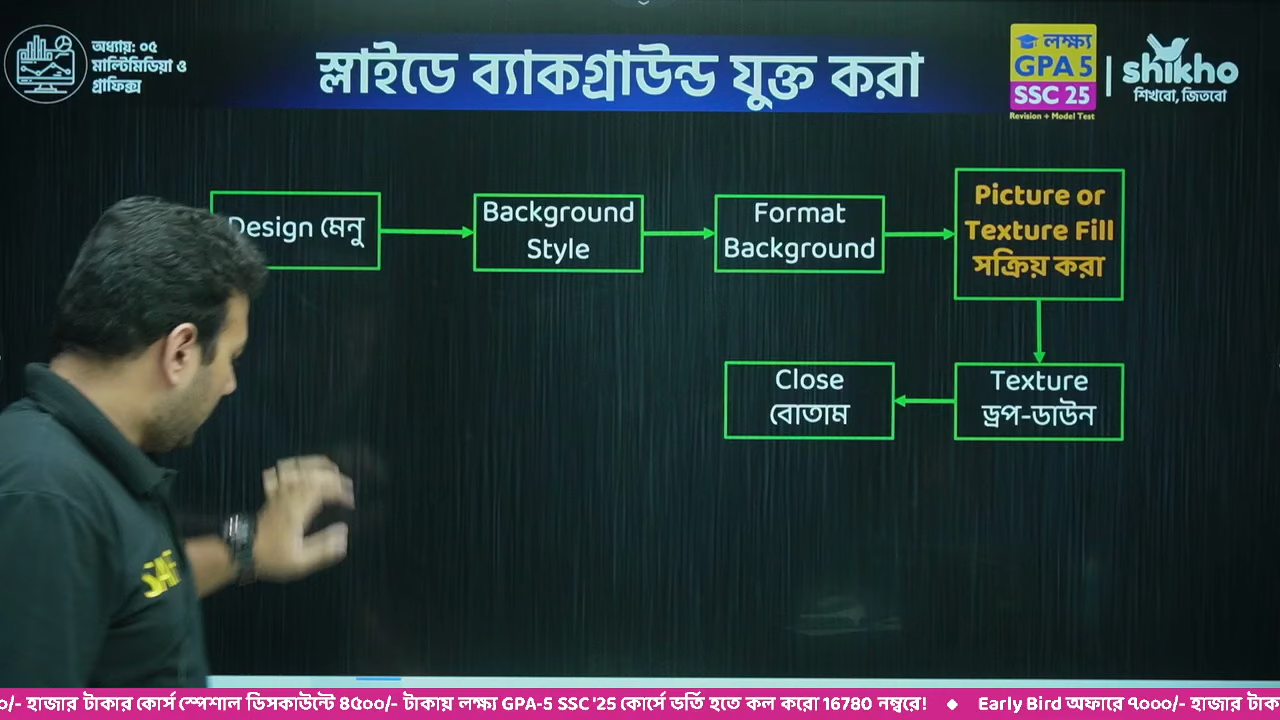 অধ্যায়: ০৫
মাল্টিমিডিয়া ও
গ্রাফিক্স
স্লাইডে ব্যাকগ্রাউন্ড যুক্ত করা
লক্ষ্য
GPA 5
SSC 25
Revision + Model Test
shikho
শিখবো, জিতবো
Design মেনু
Background
Style
Format
Background
Picture or
Texture Fill
সক্রিয় করা
Texture
ড্রপ-ডাউন
Close
বোতাম
০/- হাজার টাকার কোর্স স্পেশাল ডিসকাউন্টে ৪৫০০/- টাকায় লক্ষ্য GPA-5 SSC '25 কোর্সে ভর্তি হতে কল করো 16780 নম্বরে! ◆ Early Bird অফারে ৭০০০/- হাজার টাক